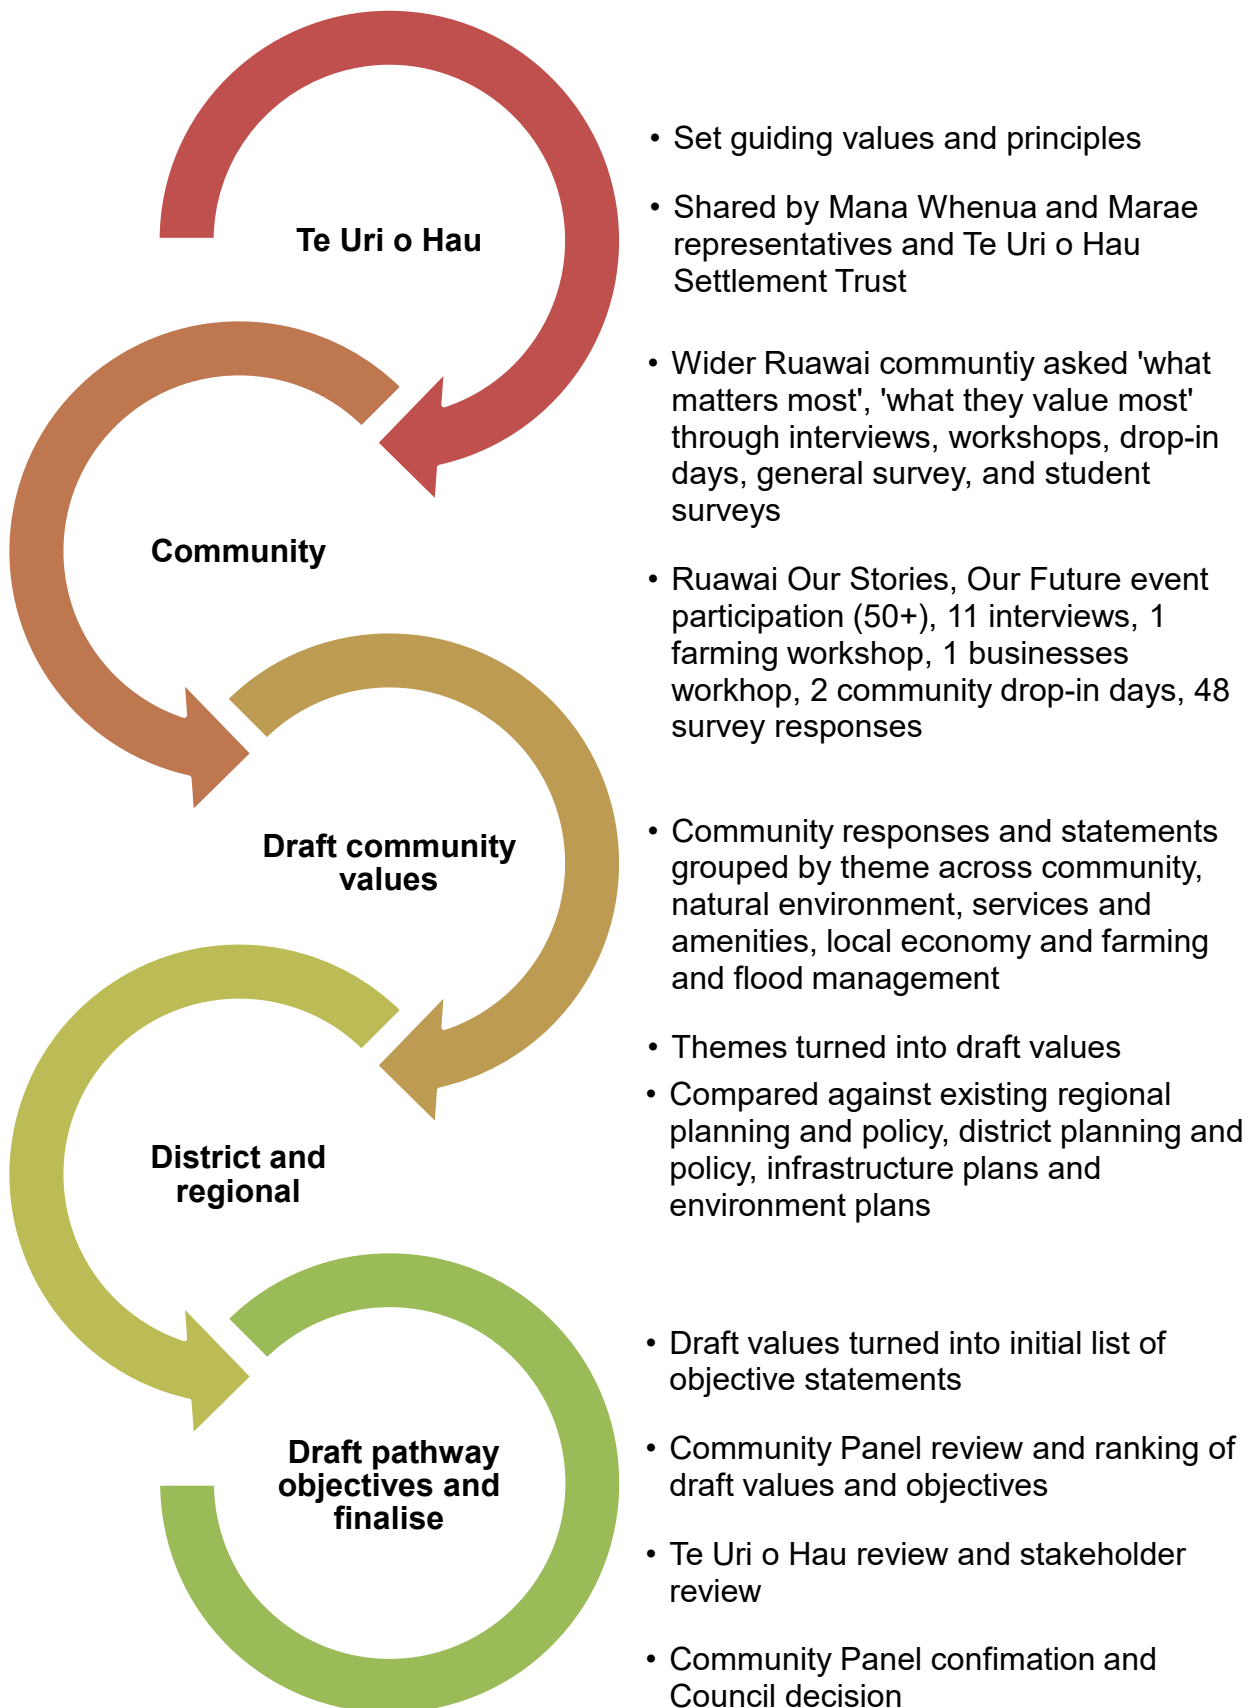 Te Uri o Hau
• Set guiding values and principles
• Shared by Mana Whenua and Marae
representatives and Te Uri o Hau
Settlement Trust
Community
• Wider Ruawai communtiy asked 'what
matters most', 'what they value most'
through interviews, workshops, drop-in
days, general survey, and student
surveys
• Ruawai Our Stories, Our Future event
participation (50+), 11 interviews, 1
farming workshop, 1 businesses
workhop, 2 community drop-in days, 48
survey responses
Draft community
values
• Community responses and statements
grouped by theme across community,
natural environment, services and
amenities, local economy and farming
and flood management
• Themes turned into draft values
District and
regional
• Compared against existing regional
planning and policy, district planning and
policy, infrastructure plans and
environment plans
Draft pathway
objectives and
finalise
• Draft values turned into initial list of
objective statements
• Community Panel review and ranking of
draft values and objectives
• Te Uri o Hau review and stakeholder
review
• Community Panel confimation and
Council decision